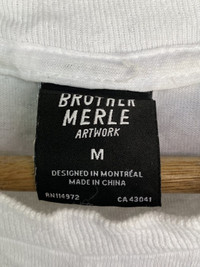 BROTHER
MERLE
ARTWORK
M
DESIGNED IN MONTRÉAL
MADE IN CHINA
RN114972 CA 43041